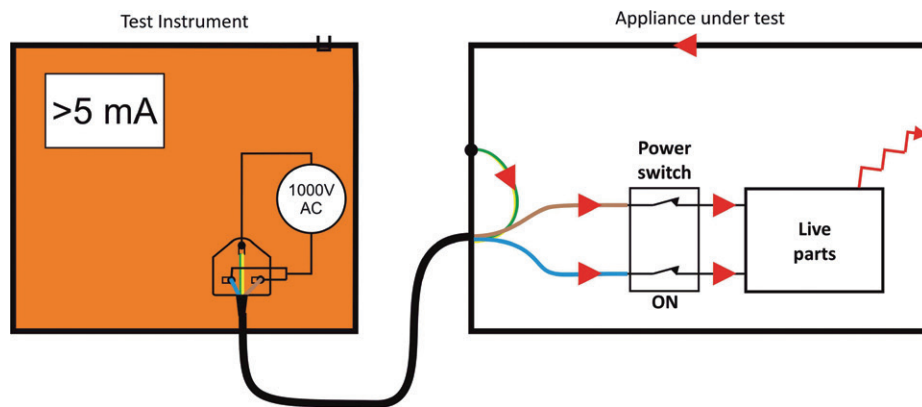 Test Instrument
Appliance under test
>5 mA
1000V
AC
Power
switch
ON
Live
parts